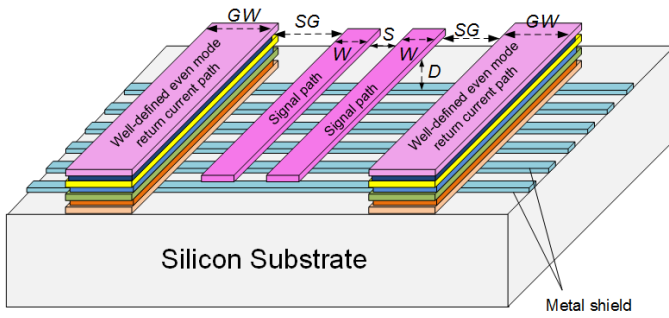 GW SG S SG GW
W W
D
Well-defined even mode
return current path
Signal path
Signal path
Well-defined even mode
return current path
Silicon Substrate
Metal shield